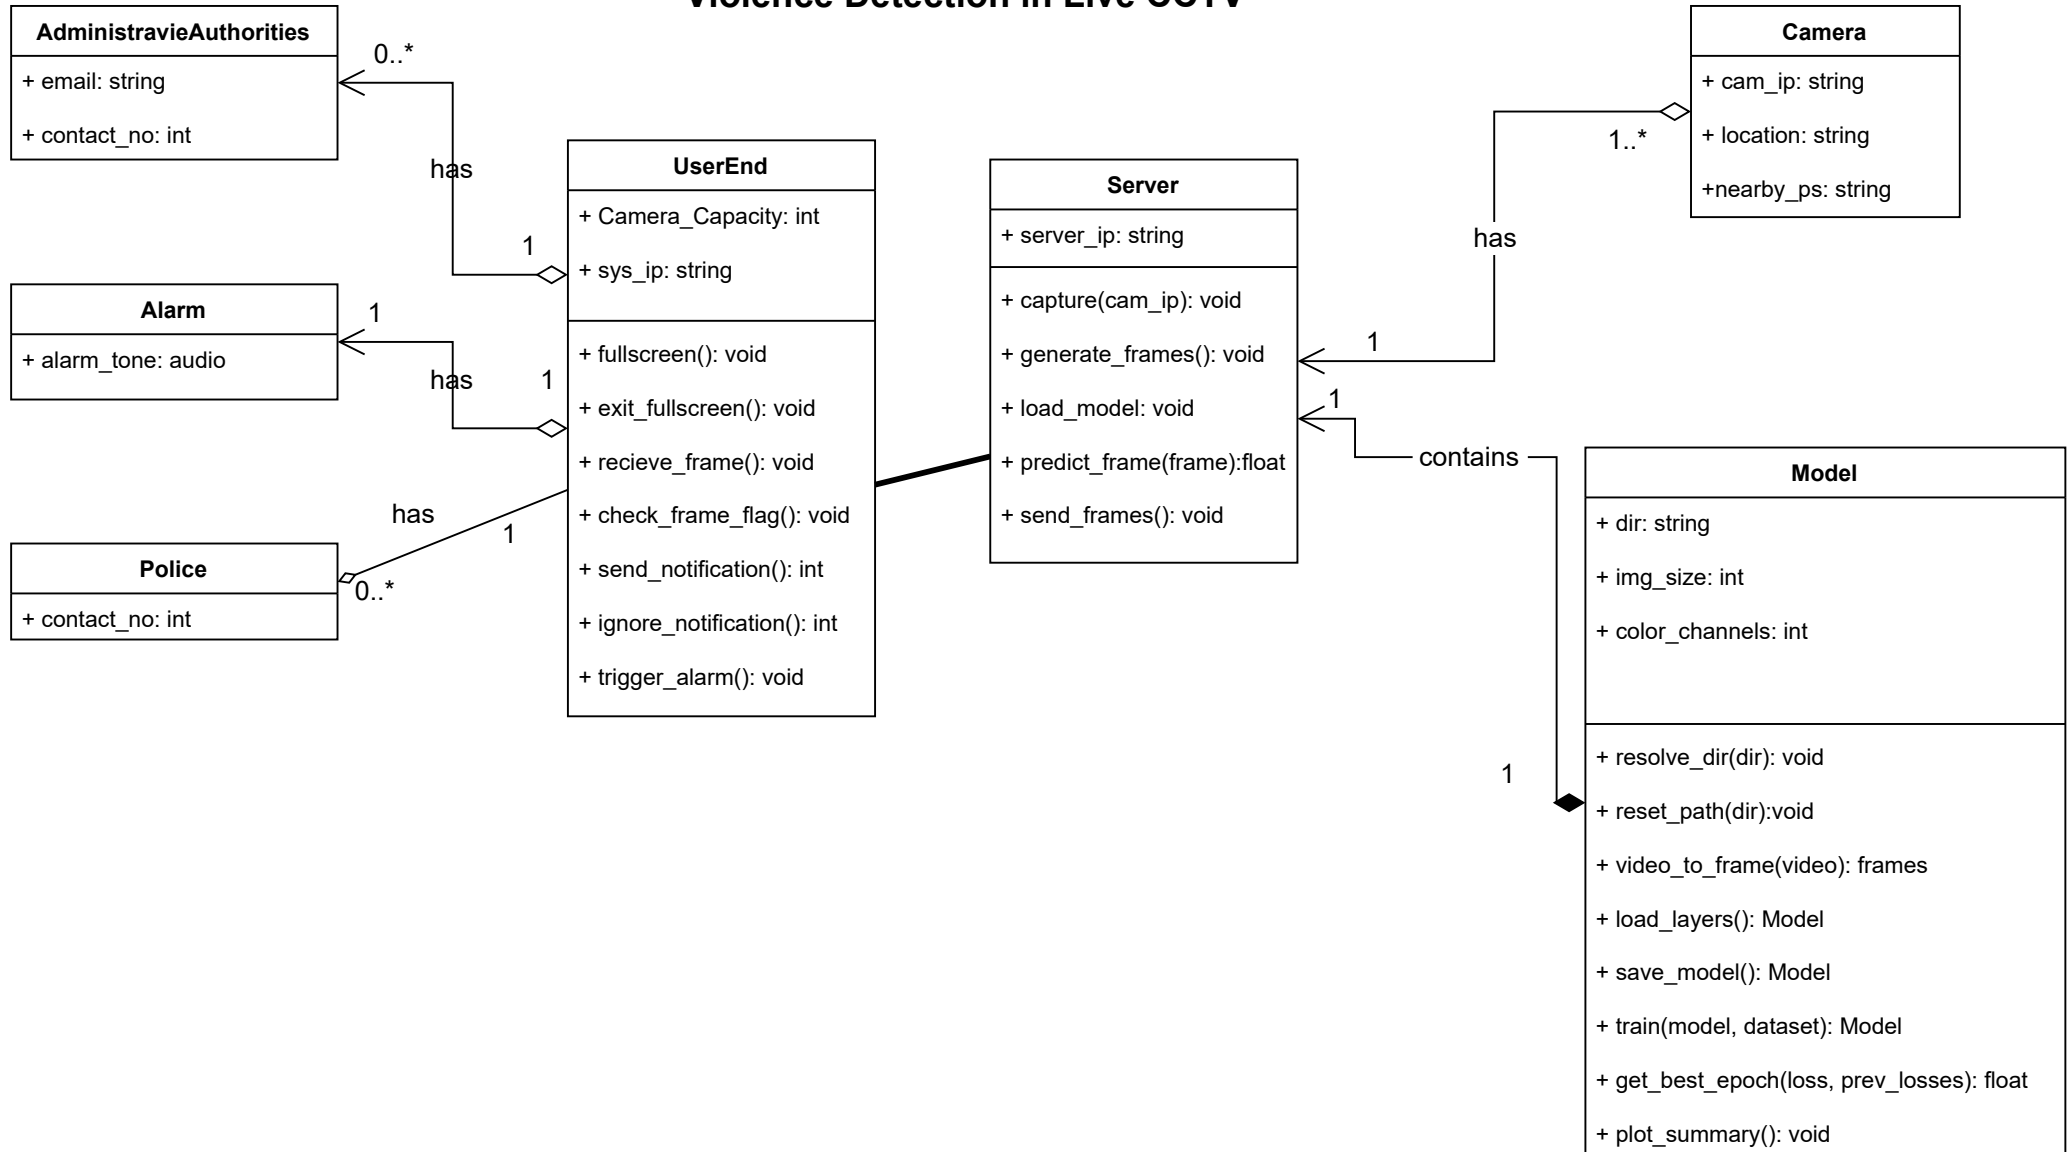 Violence Detection in Live CCTV
AdministravieAuthorities
+ email: string
+ contact_no: int
0..*
has
1
Alarm
+ alarm_tone: audio
1
has
1
Police
+ contact_no: int
has
1
0..*
UserEnd
+ Camera_Capacity: int
+ sys_ip: string
+ fullscreen(): void
+ exit_fullscreen(): void
+ recieve_frame(): void
+ check_frame_flag(): void
+ send_notification(): int
+ ignore_notification(): int
+ trigger_alarm(): void
Server
+ server_ip: string
+ capture(cam_ip): void
+ generate_frames(): void
+ load_model: void
+ predict_frame(frame):float
+ send_frames(): void
Camera
+ cam_ip: string
+ location: string
+nearby_ps: string
1..*
has
1
1
contains
1
Model
+ dir: string
+ img_size: int
+ color_channels: int
+ resolve_dir(dir): void
+ reset_path(dir):void
+ video_to_frame(video): frames
+ load_layers(): Model
+ save_model(): Model
+ train(model, dataset): Model
+ get_best_epoch(loss, prev_losses): float
+ plot_summary(): void